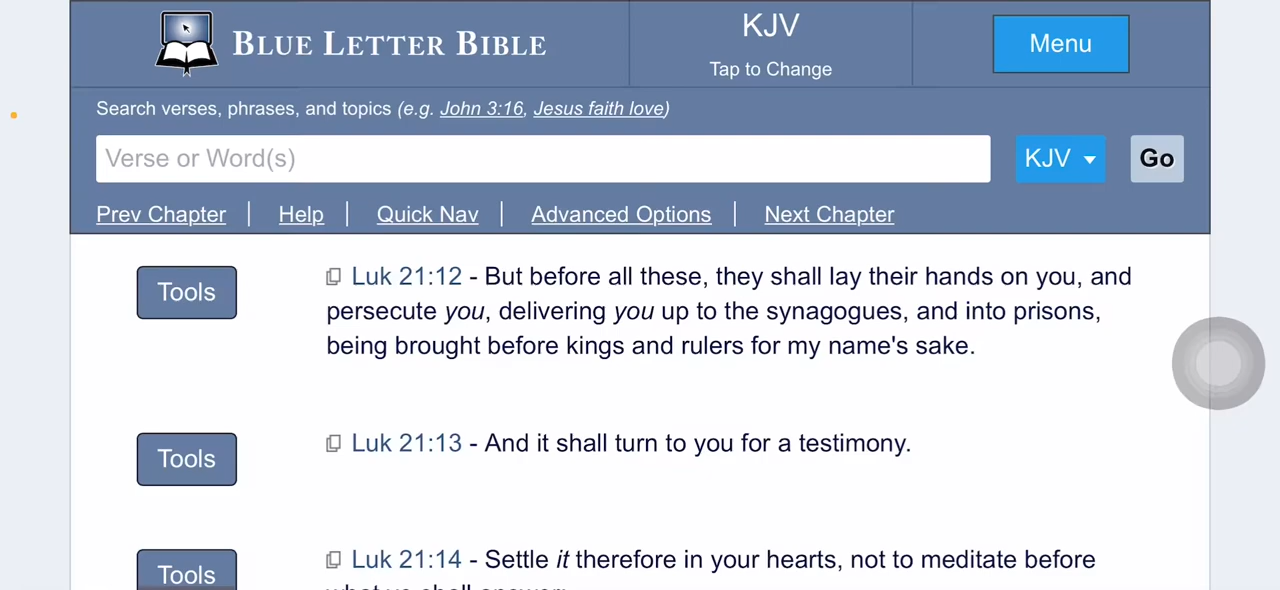 BLUE LETTER BIBLE
KJV
Tap to Change
Menu
Search verses, phrases, and topics (e.g. John 3:16, Jesus faith love)
Verse or Word(s)
KJV
Go
Prev Chapter | Help | Quick Nav | Advanced Options | Next Chapter
Tools
Luk 21:12 - But before all these, they shall lay their hands on you, and
persecute you, delivering you up to the synagogues, and into prisons,
being brought before kings and rulers for my name's sake.
Tools
Luk 21:13 - And it shall turn to you for a testimony.
Tools
Luk 21:14 - Settle it therefore in your hearts, not to meditate before
what ye shall answer: